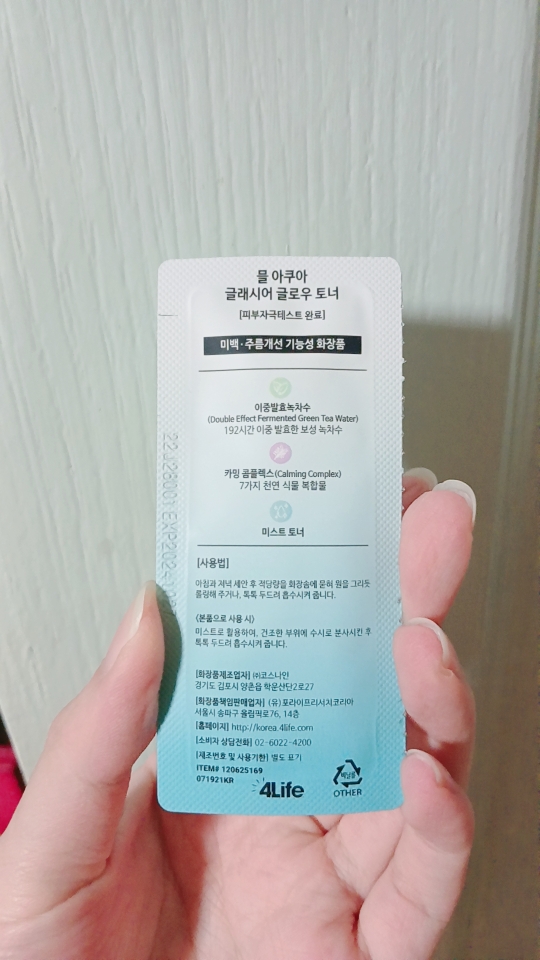 믈 아쿠아
글래시어 글로우 토너
[피부자극테스트 완료]
미백·주름개선 기능성 화장품
이중발효녹차수
(Double Effect Fermented Green Tea Water)
192시간 이중 발효한 보성 녹차수
카밍 콤플렉스(Calming Complex)
7가지 천연 식물 복합물
미스트 토너
[사용법]
아침과 저녁 세안 후 적당량을 화장솜에 묻혀 원을 그리듯
롤링해 주거나, 톡톡 두드려 흡수시켜 줍니다.
<본품으로 사용 시>
미스트로 활용하여, 건조한 부위에 수시로 분사시킨 후
톡톡 두드려 흡수시켜 줍니다.
[화장품제조업자] ㈜코스나인
경기도 김포시 양촌읍 학운산단2로27
[화장품책임판매업자] (유)포라이프리서치코리아
서울시 송파구 올림픽로76, 14층
[홈페이지] http://korea.4life.com
[소비자 상담전화] 02-6022-4200
[제조번호 및 사용기한] 별도 표기
ITEM# 120625169
071921KR
4Life
비닐류
OTHER